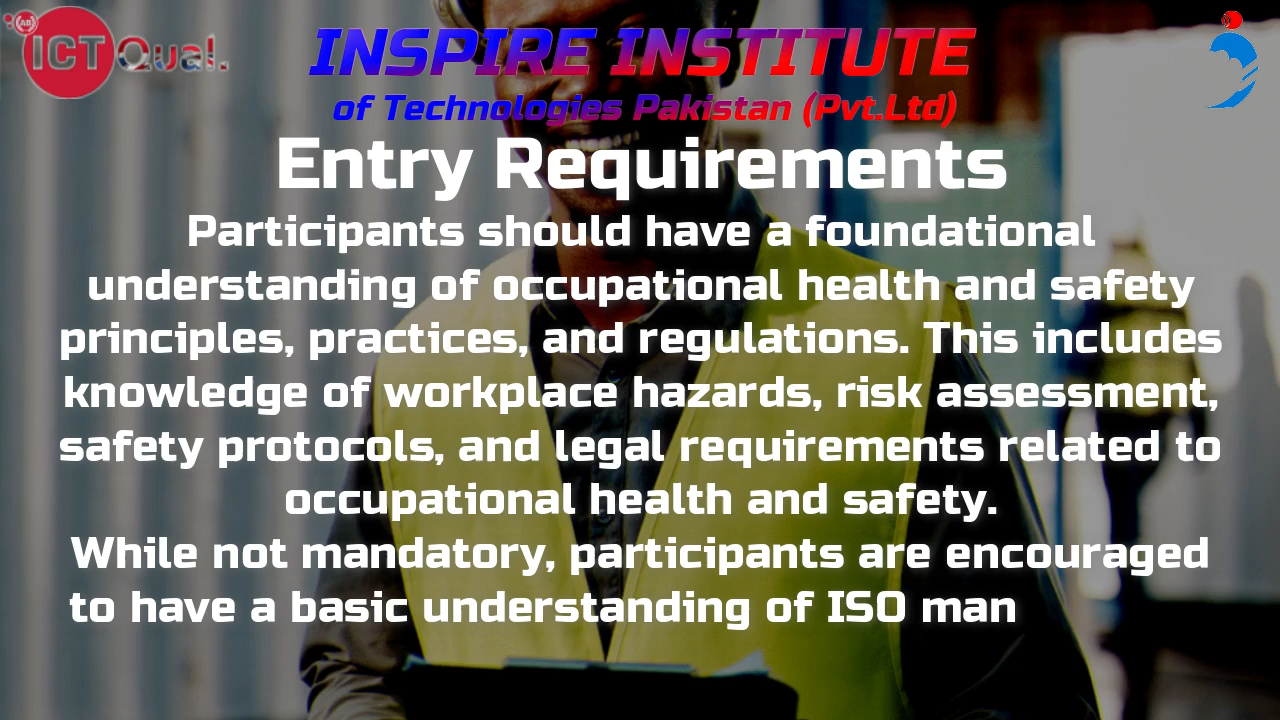 ICTQual.
AB
INSPIRE INSTITUTE
of Technologies Pakistan (Pvt.Ltd)
Entry Requirements
Participants should have a foundational
understanding of occupational health and safety
principles, practices, and regulations. This includes
knowledge of workplace hazards, risk assessment,
safety protocols, and legal requirements related to
occupational health and safety.
While not mandatory, participants are encouraged
to have a basic understanding of ISO man